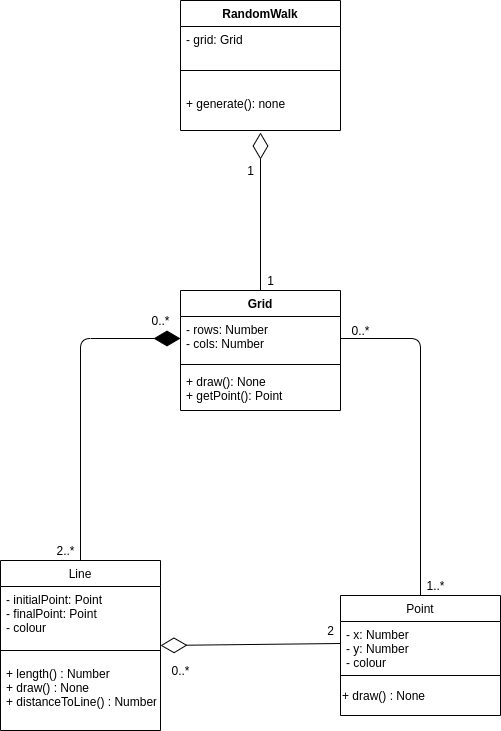 RandomWalk
- grid: Grid
+ generate(): none
1
1
Grid
0..*
- rows: Number
- cols: Number
0..*
+ draw(): None
+ getPoint(): Point
2..*
Line
1..*
- initialPoint: Point
- finalPoint: Point
- colour
Point
2
- x: Number
- y: Number
- colour
0..*
+ length() : Number
+ draw() : None
+ distanceToLine() : Number
+ draw() : None